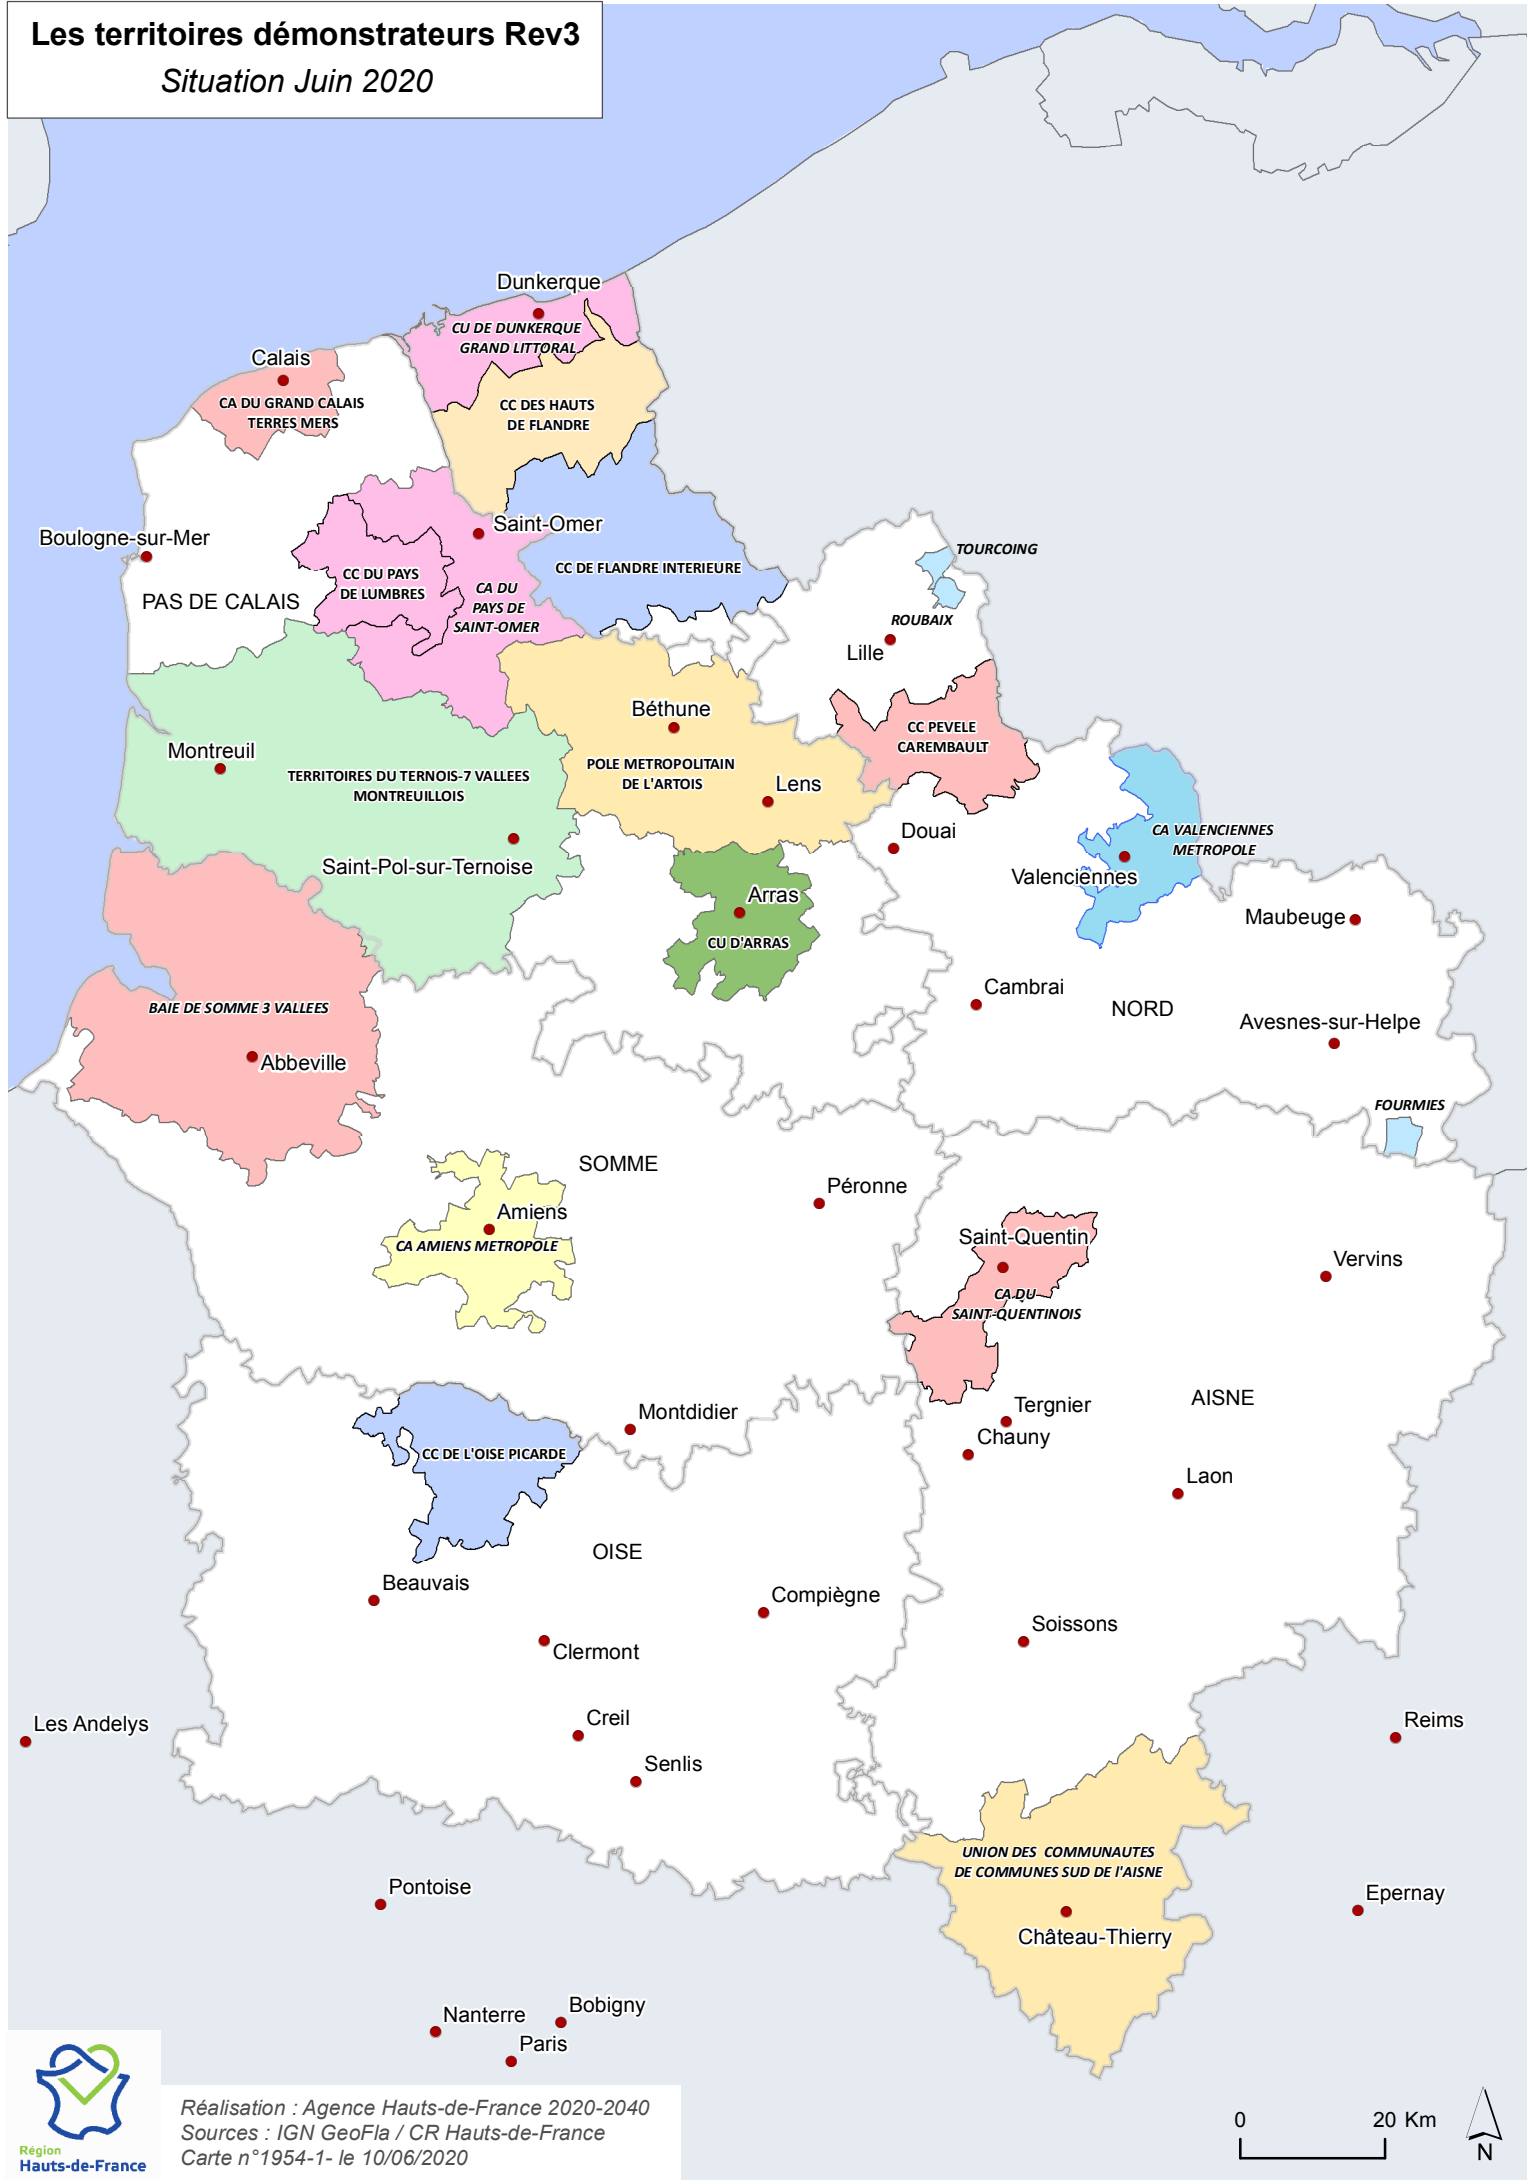 Les territoires démonstrateurs Rev3
Situation Juin 2020
Dunkerque
CU DE DUNKERQUE
GRAND LITTORAL
Calais
CA DU GRAND CALAIS
TERRES MERS
CC DES HAUTS
DE FLANDRE
Saint-Omer
Boulogne-sur-Mer
TOURCOING
CC DE FLANDRE INTERIEURE
CC DU PAYS
DE LUMBRES
CA DU
PAYS DE
SAINT-OMER
PAS DE CALAIS
ROUBAIX
Lille
Béthune
CC PEVELE
CAREMBAULT
Montreuil
POLE METROPOLITAIN
DE L'ARTOIS
TERRITOIRES DU TERNOIS-7 VALLEES
MONTREUILLOIS
Lens
Douai
CA VALENCIENNES
METROPOLE
Saint-Pol-sur-Ternoise
Valenciennes
Arras
Maubeuge
CU D'ARRAS
Cambrai
NORD
BAIE DE SOMME 3 VALLEES
Avesnes-sur-Helpe
Abbeville
FOURMIES
SOMME
Péronne
Amiens
CA AMIENS METROPOLE
Saint-Quentin
Vervins
CA DU
SAINT-QUENTINOIS
AISNE
Montdidier
Tergnier
Chauny
CC DE L'OISE PICARDE
Laon
OISE
Beauvais
Compiègne
Soissons
Clermont
Les Andelys
Creil
Reims
Senlis
UNION DES COMMUNAUTES
DE COMMUNES SUD DE l'AISNE
Pontoise
Epernay
Château-Thierry
Nanterre
Bobigny
Paris
Région
Hauts-de-France
Réalisation : Agence Hauts-de-France 2020-2040
Sources : IGN GeoFla / CR Hauts-de-France
Carte n°1954-1- le 10/06/2020
0 20 Km
N